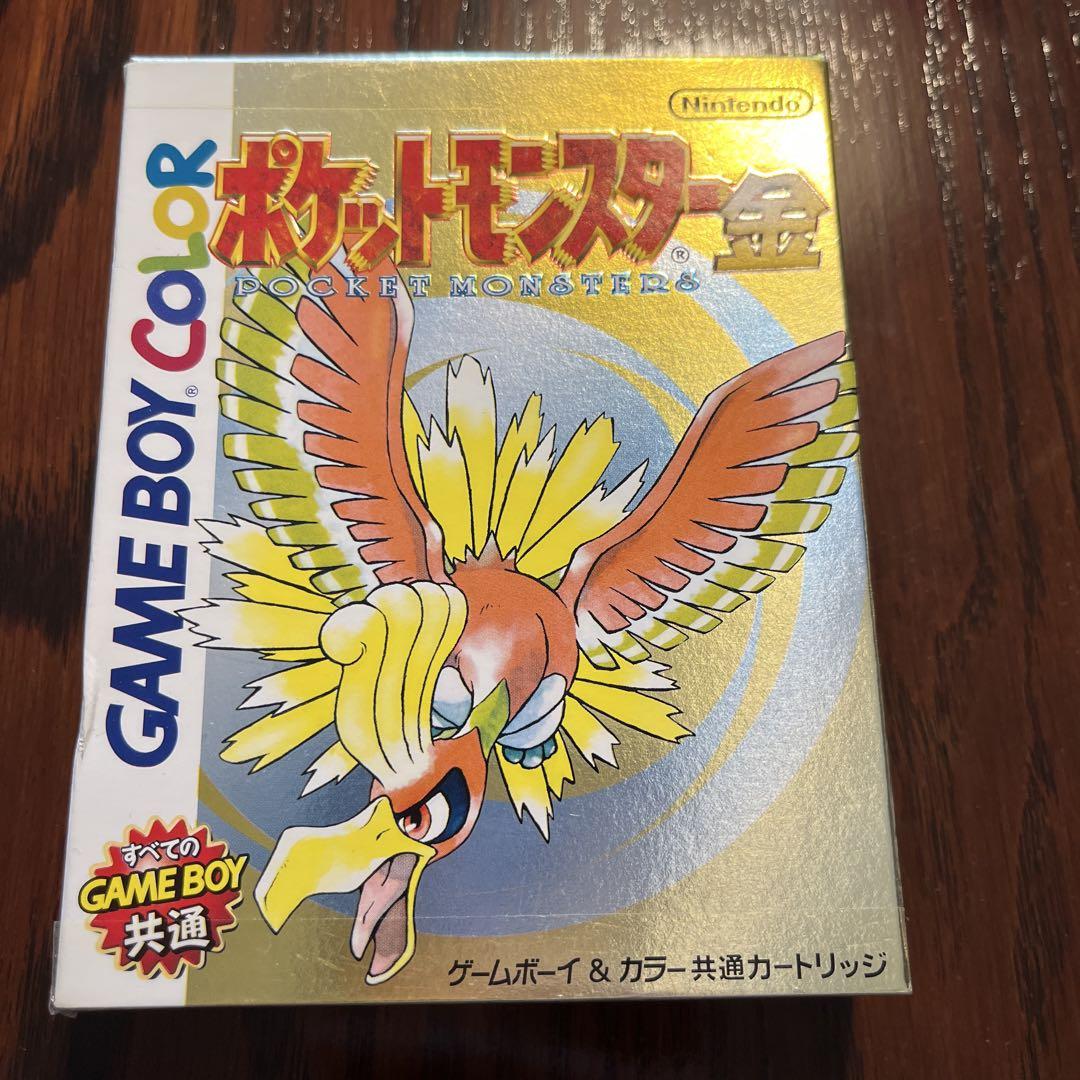 Nintendo
ポケットモンスター金
®
POCKET MONSTERS
GAME BOY® COLOR
すべての
GAME BOY
共通
ゲームボーイ & カラー共通カートリッジ